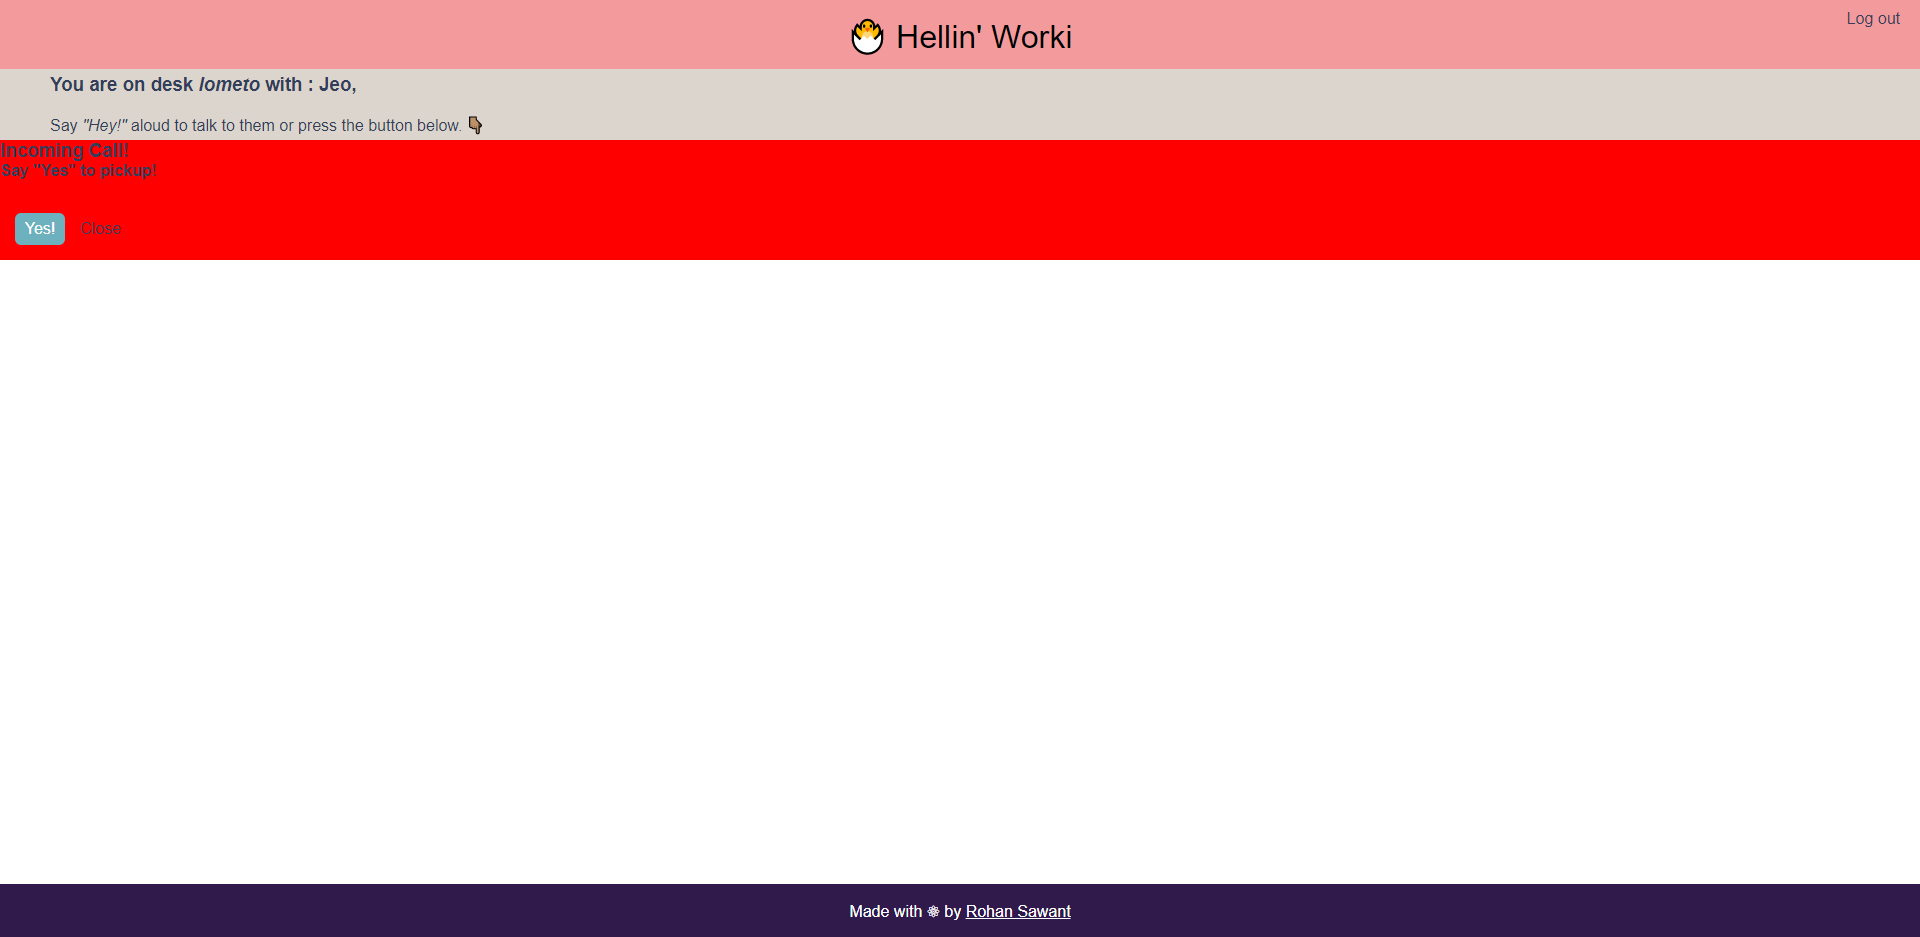 Hellin' Worki
Log out
You are on desk lometo with : Jeo,
Say "Hey!" aloud to talk to them or press the button below.
Incoming Call!
Say "Yes" to pickup!
Yes! Close
Made with ⚛ by Rohan Sawant